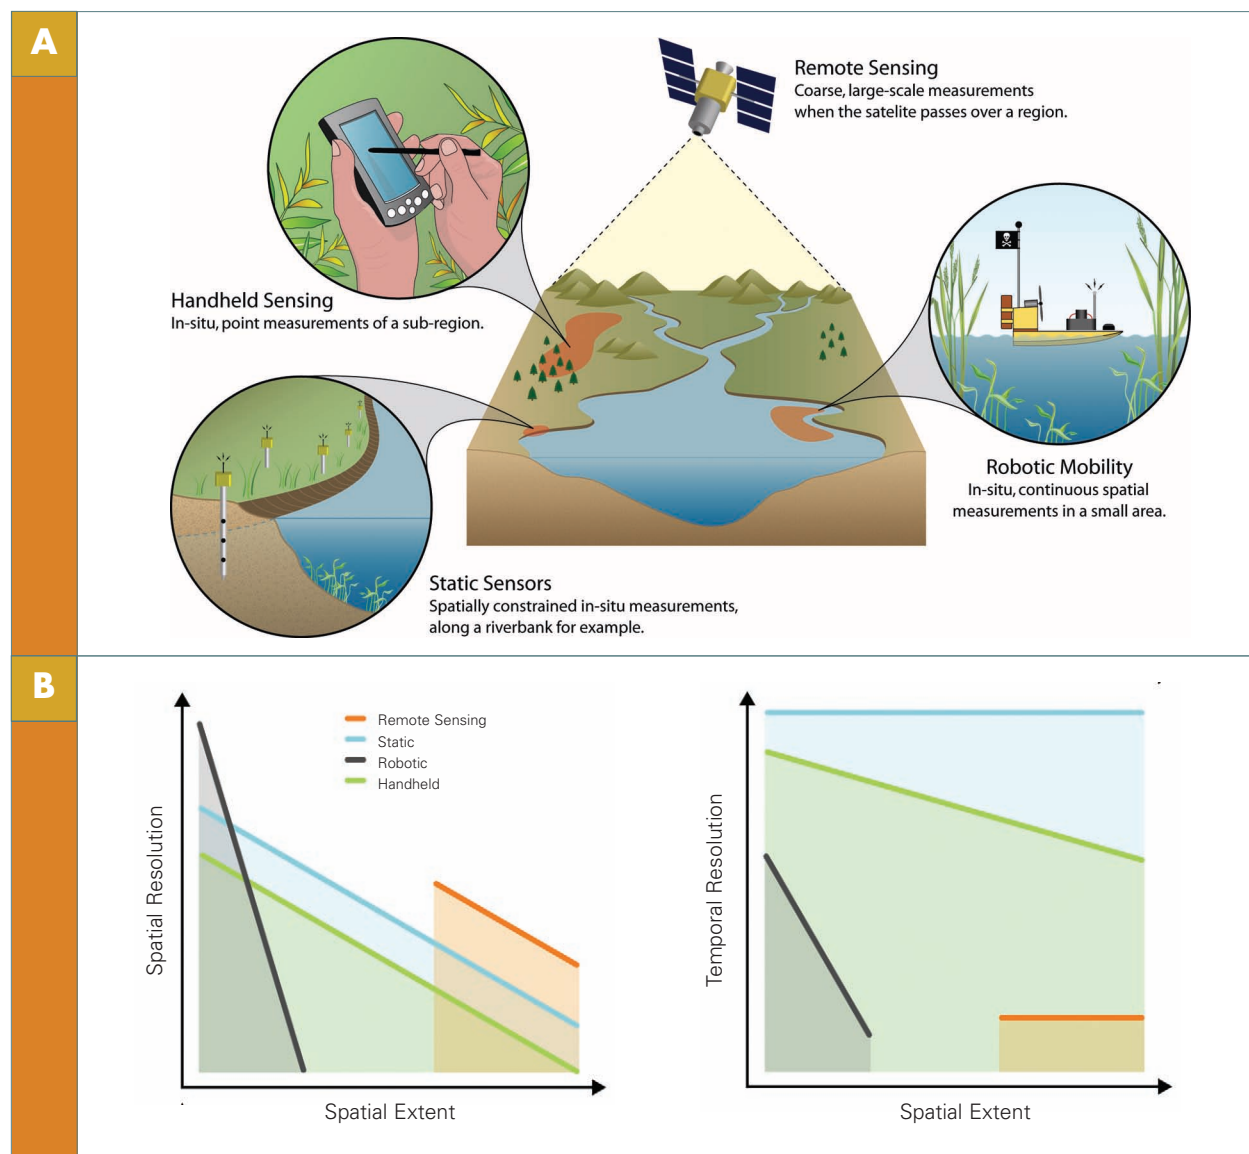 A
Remote Sensing
Coarse, large-scale measurements
when the satelite passes over a region.
Handheld Sensing
In-situ, point measurements of a sub-region.
Robotic Mobility
In-situ, continuous spatial
measurements in a small area.
Static Sensors
Spatially constrained in-situ measurements,
along a riverbank for example.
B
Remote Sensing
Static
Robotic
Handheld
Spatial Resolution
Spatial Extent
Temporal Resolution
Spatial Extent